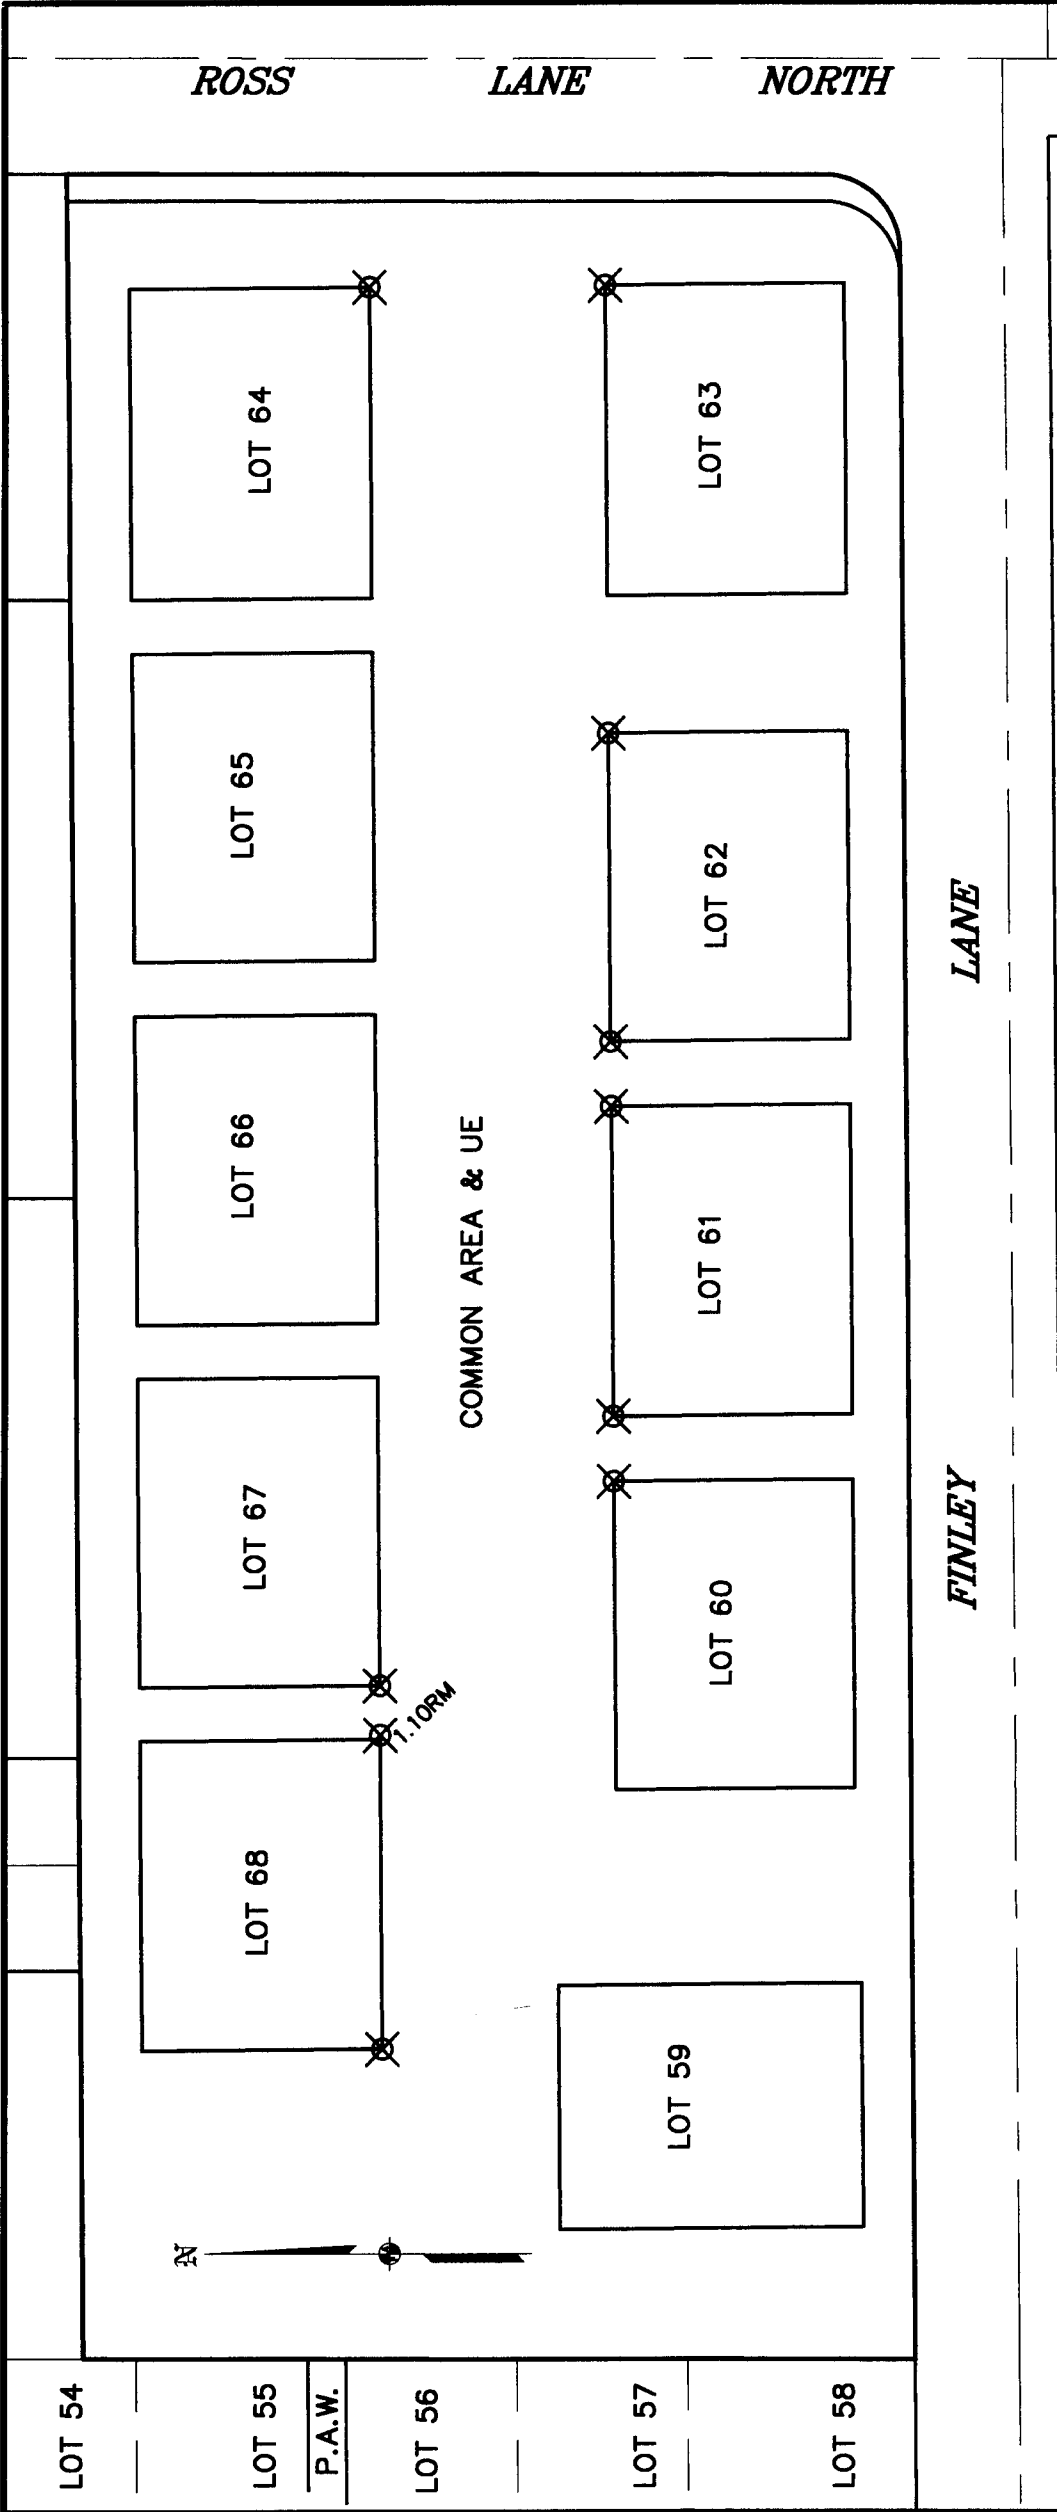 ROSS LANE NORTH
LOT 64
LOT 63
LOT 65
LOT 62
LOT 66
LOT 61
COMMON AREA & UE
LOT 67
LOT 60
1.10RM
LOT 68
LOT 59
FINLEY LANE
N
LOT 54
LOT 55
P.A.W.
LOT 56
LOT 57
LOT 58